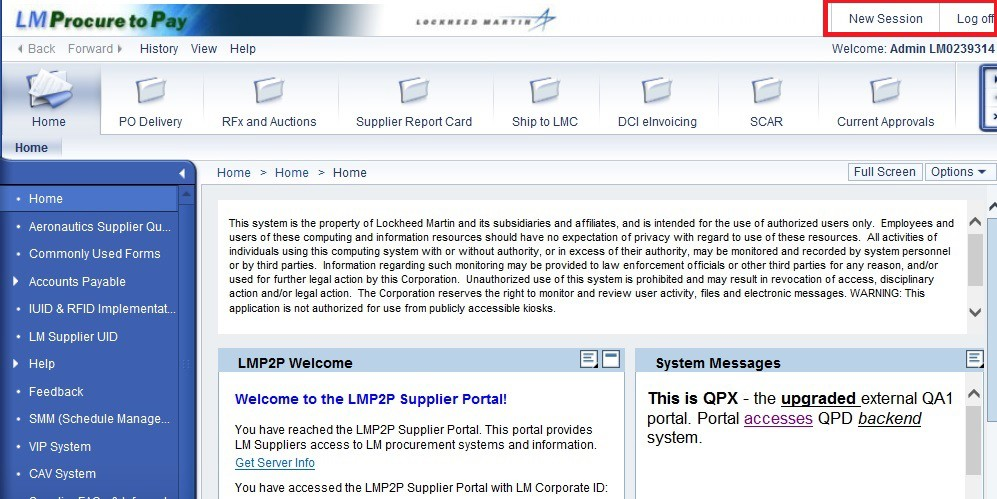 LM Procure to Pay
LOCKHEED MARTIN
New Session
Log off
Back Forward History View Help
Welcome: Admin LM0239314
Home
PO Delivery
RFx and Auctions
Supplier Report Card
Ship to LMC
DCI eInvoicing
SCAR
Current Approvals
Home
Home > Home > Home
Full Screen
Options
Home
Aeronautics Supplier Qu...
Commonly Used Forms
Accounts Payable
IUID & RFID Implementat...
LM Supplier UID
Help
Feedback
SMM (Schedule Manage...
VIP System
CAV System
This system is the property of Lockheed Martin and its subsidiaries and affiliates, and is intended for the use of authorized users only. Employees and
users of these computing and information resources should have no expectation of privacy with regard to use of these resources. All activities of
individuals using this computing system with or without authority, or in excess of their authority, may be monitored and recorded by system personnel
or by third parties. Information regarding such monitoring may be provided to law enforcement officials or other third parties for any reason, and/or
used for further legal action by this Corporation. Unauthorized use of this system is prohibited and may result in revocation of access, disciplinary
action and/or legal action. The Corporation reserves the right to monitor and review user activity, files and electronic messages. WARNING: This
application is not authorized for use from publicly accessible kiosks.
LMP2P Welcome
Welcome to the LMP2P Supplier Portal!
You have reached the LMP2P Supplier Portal. This portal provides
LM Suppliers access to LM procurement systems and information.
Get Server Info
You have accessed the LMP2P Supplier Portal with LM Corporate ID:
System Messages
This is QPX - the upgraded external QA1
portal. Portal accesses QPD backend
system.